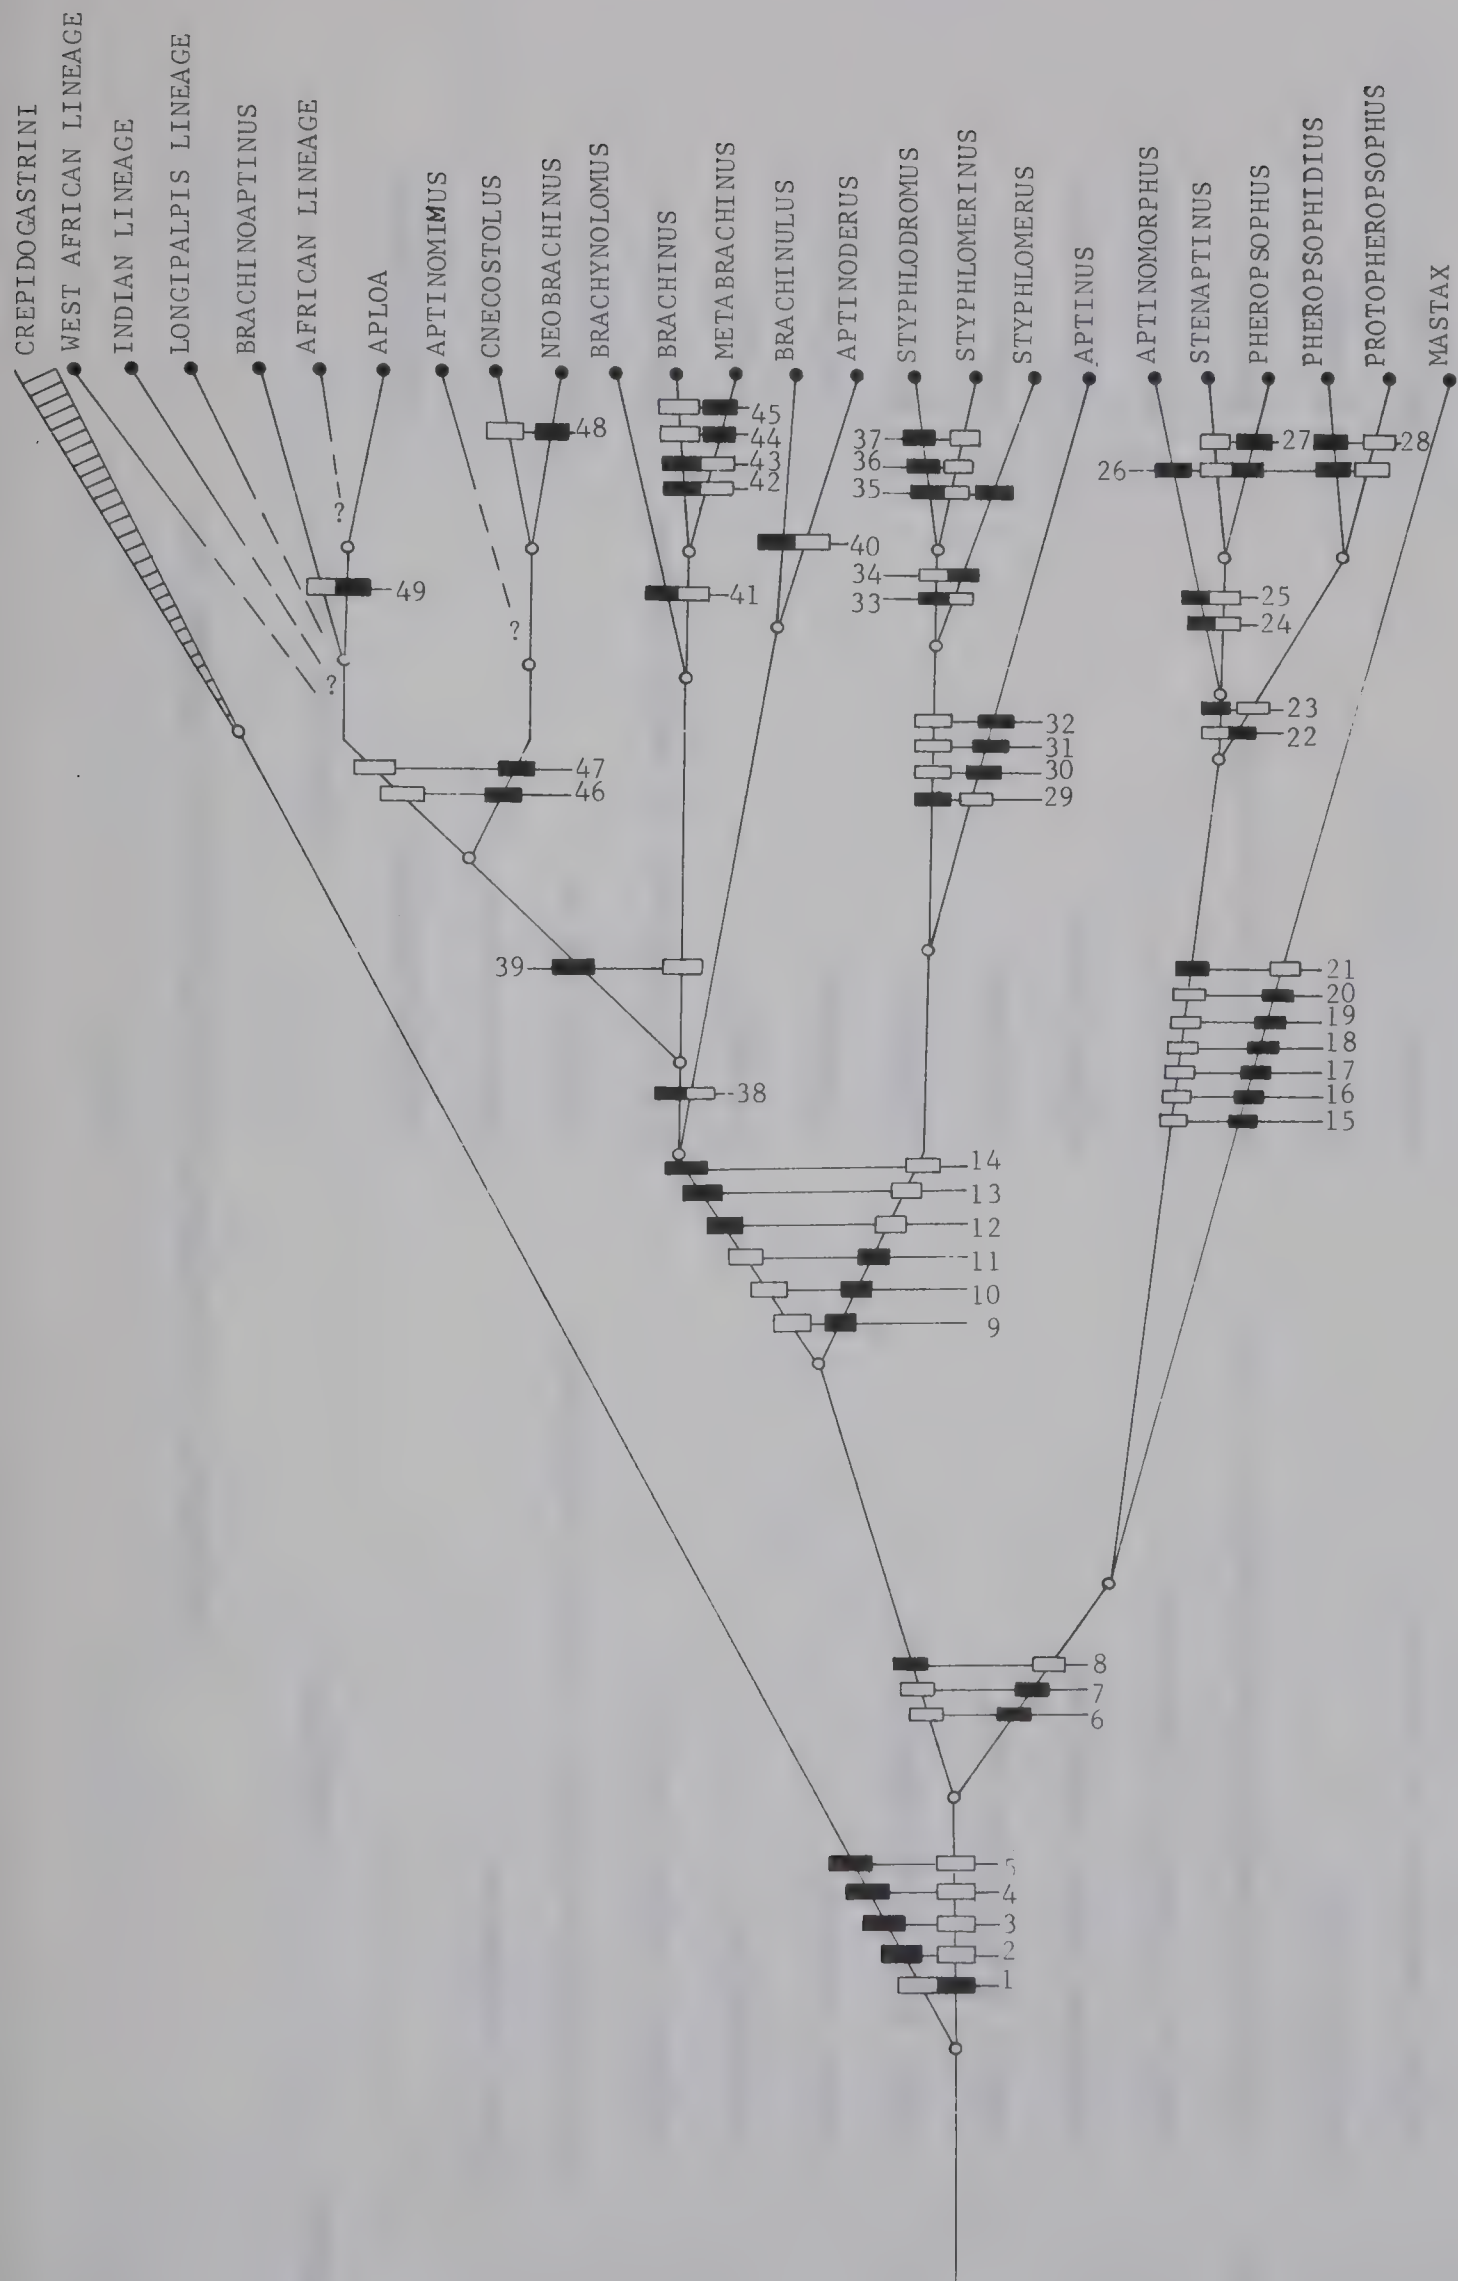 CREPIDOGASTRINI
WEST AFRICAN LINEAGE
INDIAN LINEAGE
LONGIPALPIS LINEAGE
BRACHINOAPTINUS
AFRICAN LINEAGE
APLOA
APTINOMIMUS
CNECOSTOLUS
NEOBRACHINUS
BRACHYNOLOMUS
BRACHINUS
METABRACHINUS
BRACHINULUS
APTINODERUS
STYPHLODROMUS
STYPHLOMERINUS
STYPHLOMERUS
APTINUS
APTINOMORPHUS
STENAPTINUS
PHEROPSOPHUS
PHEROPSOPHIDIUS
PROTOPHEROPSOPHUS
MASTAX
45
48
44
37
27
28
43
36
26
42
35
?
40
34
49
41
33
25
24
?
?
23
32
22
31
47
30
46
29
39
21
20
19
18
17
38
16
15
14
13
12
11
10
9
8
7
6
5
4
3
2
1